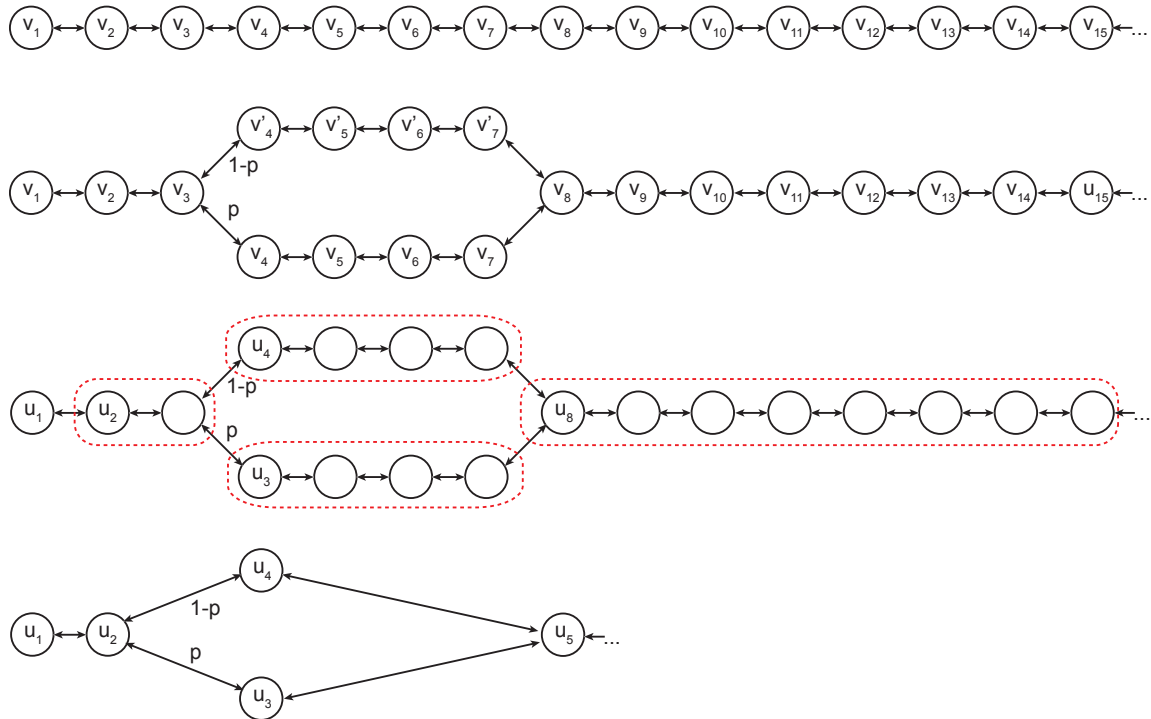 v1 v2 v3 v4 v5 v6 v7 v8 v9 v10 v11 v12 v13 v14 v15 ...
v'4 v'5 v'6 v'7
1-p
v1 v2 v3 v8 v9 v10 v11 v12 v13 v14 u15 ...
p
v4 v5 v6 v7
u4
1-p
u1 u2 u8 ...
p
u3
u4
1-p
u1 u2 u5 ...
p
u3